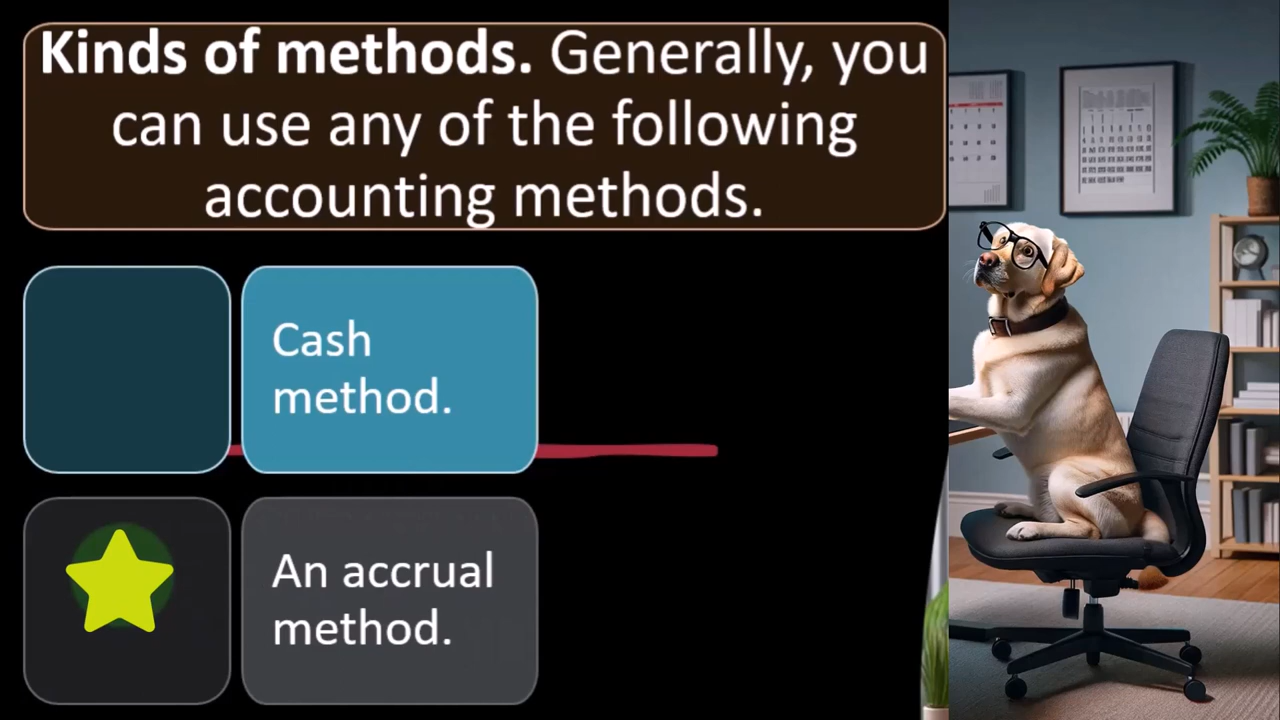 Kinds of methods. Generally, you
can use any of the following
accounting methods.
Cash
method.
An accrual
method.